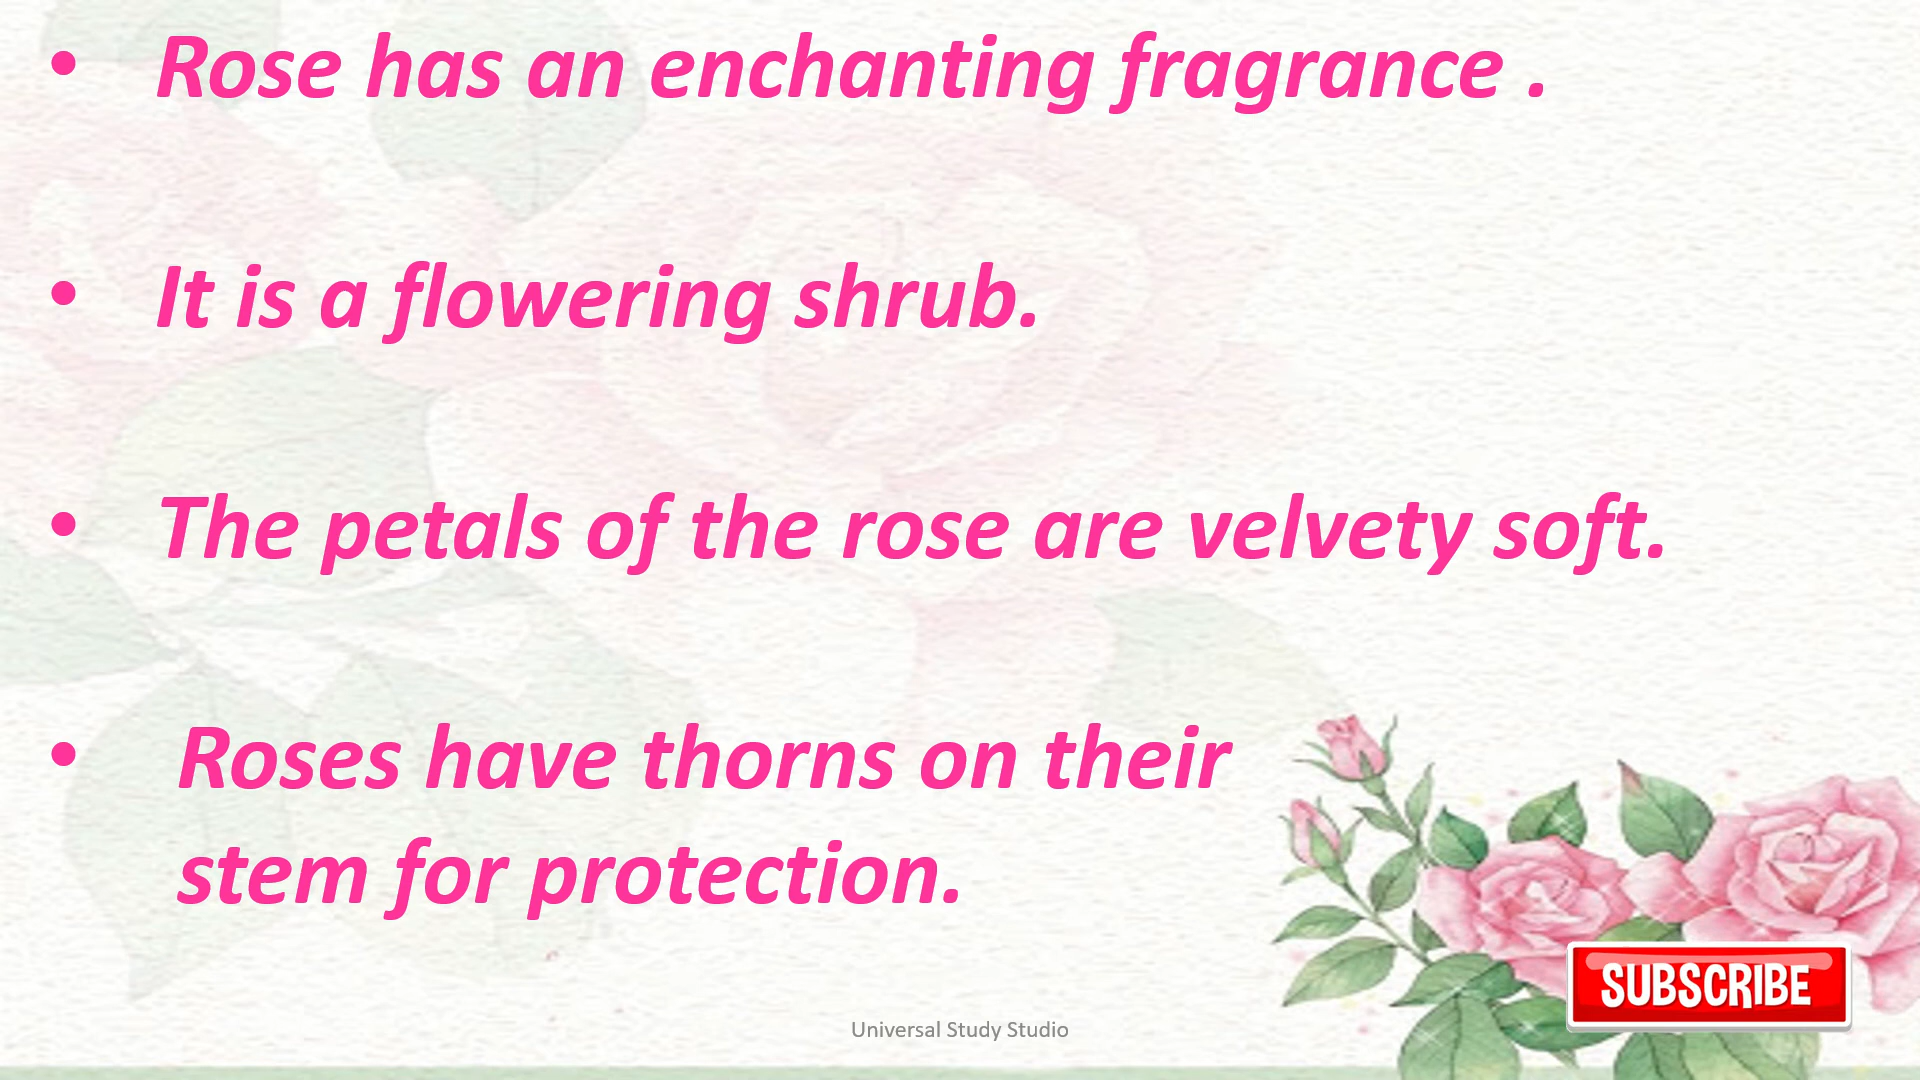 • Rose has an enchanting fragrance .
• It is a flowering shrub.
• The petals of the rose are velvety soft.
• Roses have thorns on their
stem for protection.
SUBSCRIBE
Universal Study Studio